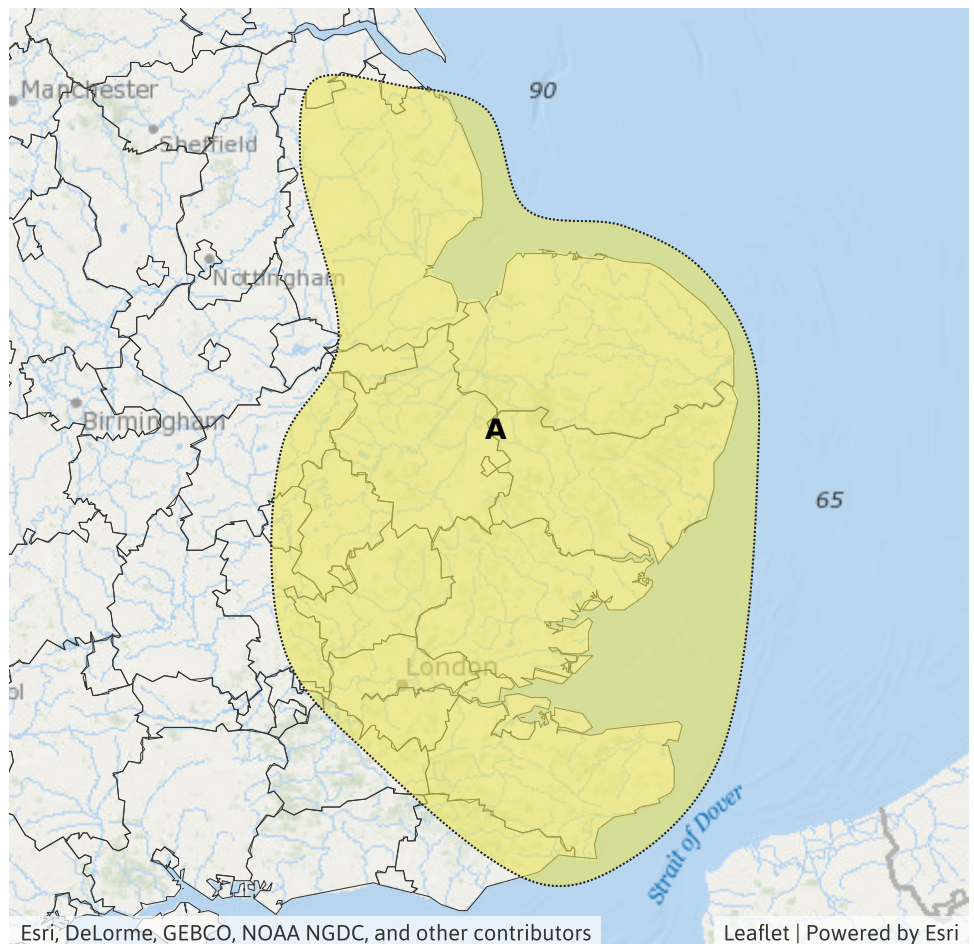 Manchester
90
Sheffield
Nottingham
Birmingham
A
65
London
ol
Strait of Dover
Esri, DeLorme, GEBCO, NOAA NGDC, and other contributors
Leaflet | Powered by Esri